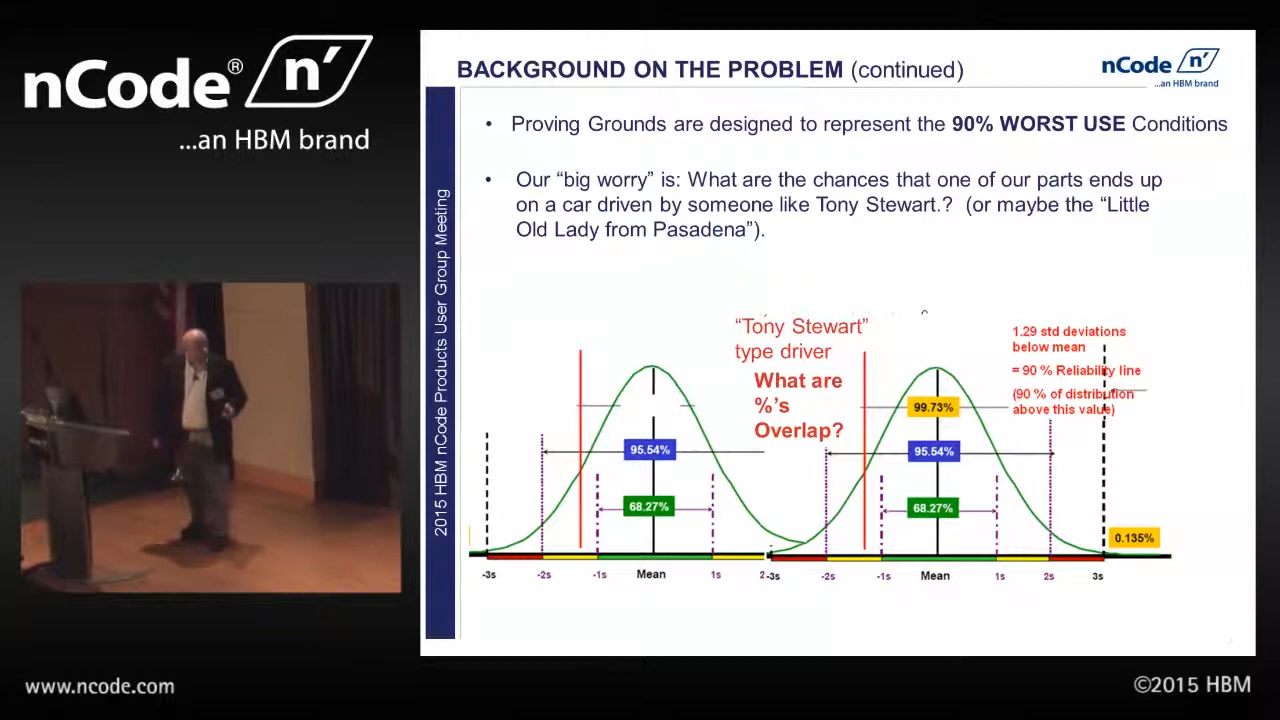 nCode® n'
...an HBM brand
BACKGROUND ON THE PROBLEM (continued)
nCode n'
...an HBM brand
2015 HBM nCode Products User Group Meeting
• Proving Grounds are designed to represent the 90% WORST USE Conditions
• Our “big worry” is: What are the chances that one of our parts ends up
on a car driven by someone like Tony Stewart.? (or maybe the “Little
Old Lady from Pasadena”).
“Tony Stewart”
type driver
What are
%’s
Overlap?
1.29 std deviations
below mean
= 90 % Reliability line
(90 % of distribution
above this value)
95.54%
68.27%
-3s -2s -1s Mean 1s 2
99.73%
95.54%
68.27%
0.135%
-3s -2s -1s Mean 1s 2s 3s
www.ncode.com
©2015 HBM